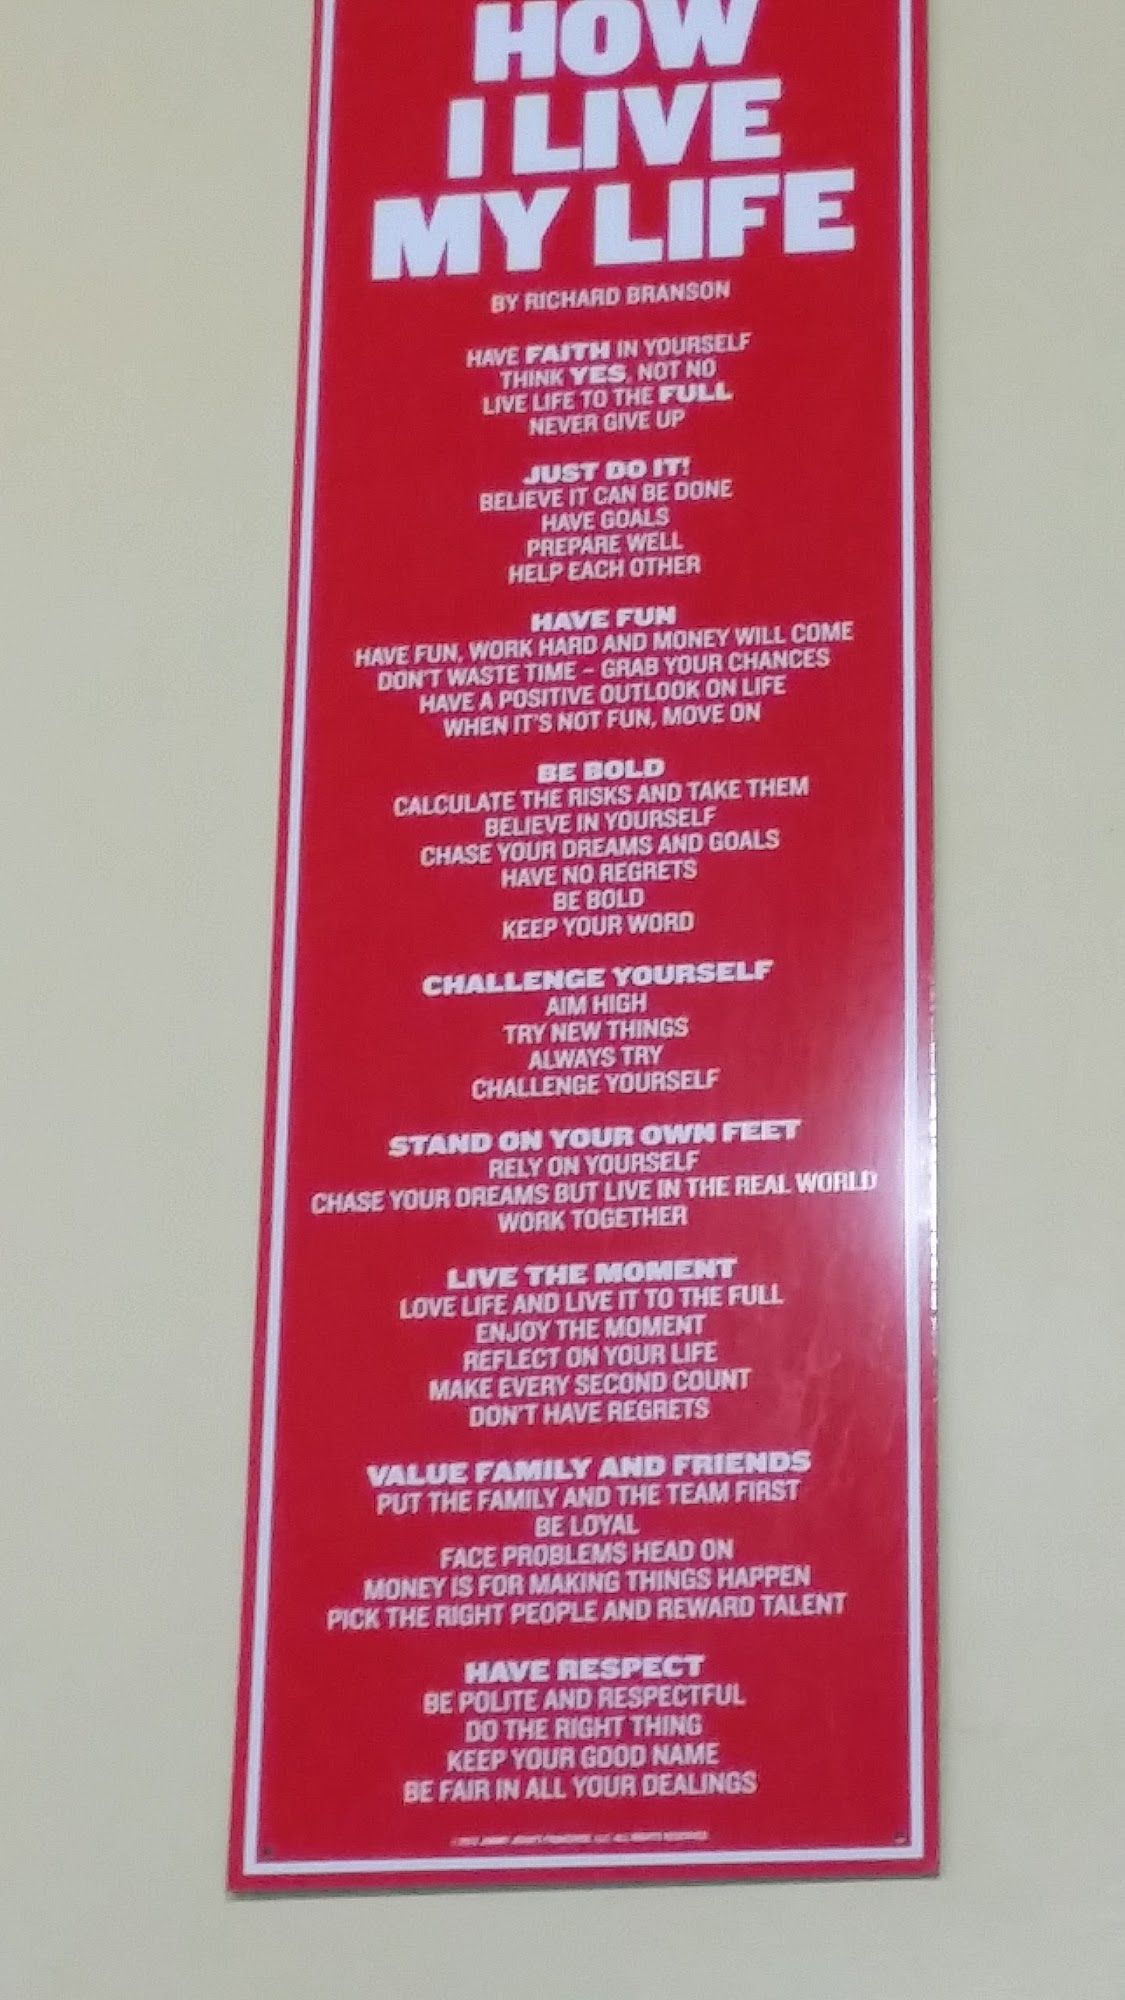 HOW
I LIVE
MY LIFE
BY RICHARD BRANSON
HAVE FAITH IN YOURSELF
THINK YES, NOT NO
LIVE LIFE TO THE FULL
NEVER GIVE UP
JUST DO IT!
BELIEVE IT CAN BE DONE
HAVE GOALS
PREPARE WELL
HELP EACH OTHER
HAVE FUN
HAVE FUN, WORK HARD AND MONEY WILL COME
DON'T WASTE TIME – GRAB YOUR CHANCES
HAVE A POSITIVE OUTLOOK ON LIFE
WHEN IT'S NOT FUN, MOVE ON
BE BOLD
CALCULATE THE RISKS AND TAKE THEM
BELIEVE IN YOURSELF
CHASE YOUR DREAMS AND GOALS
HAVE NO REGRETS
BE BOLD
KEEP YOUR WORD
CHALLENGE YOURSELF
AIM HIGH
TRY NEW THINGS
ALWAYS TRY
CHALLENGE YOURSELF
STAND ON YOUR OWN FEET
RELY ON YOURSELF
CHASE YOUR DREAMS BUT LIVE IN THE REAL WORLD
WORK TOGETHER
LIVE THE MOMENT
LOVE LIFE AND LIVE IT TO THE FULL
ENJOY THE MOMENT
REFLECT ON YOUR LIFE
MAKE EVERY SECOND COUNT
DON'T HAVE REGRETS
VALUE FAMILY AND FRIENDS
PUT THE FAMILY AND THE TEAM FIRST
BE LOYAL
FACE PROBLEMS HEAD ON
MONEY IS FOR MAKING THINGS HAPPEN
PICK THE RIGHT PEOPLE AND REWARD TALENT
HAVE RESPECT
BE POLITE AND RESPECTFUL
DO THE RIGHT THING
KEEP YOUR GOOD NAME
BE FAIR IN ALL YOUR DEALINGS
JIMMY JOHN'S FRANCHISE, LLC ALL RIGHTS RESERVED